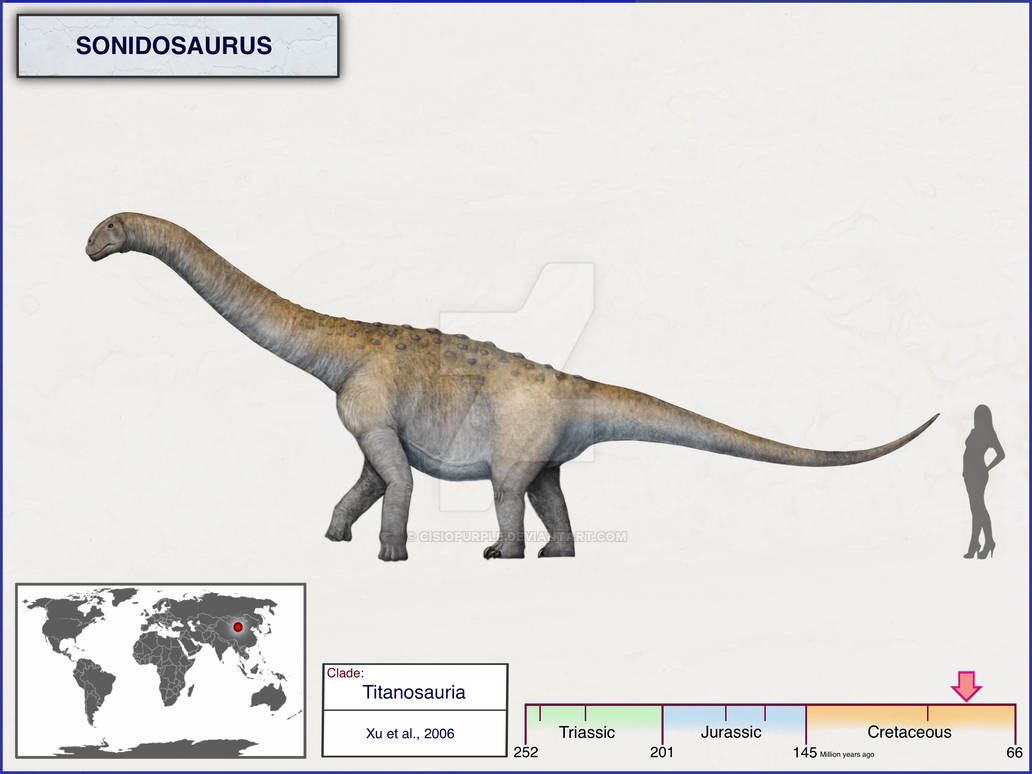 SONIDOSAURUS
© CISIOPURPLE.DEVIANTART.COM
Clade:
Titanosauria
Xu et al., 2006
Triassic
Jurassic
Cretaceous
252
201
145 Million years ago
66